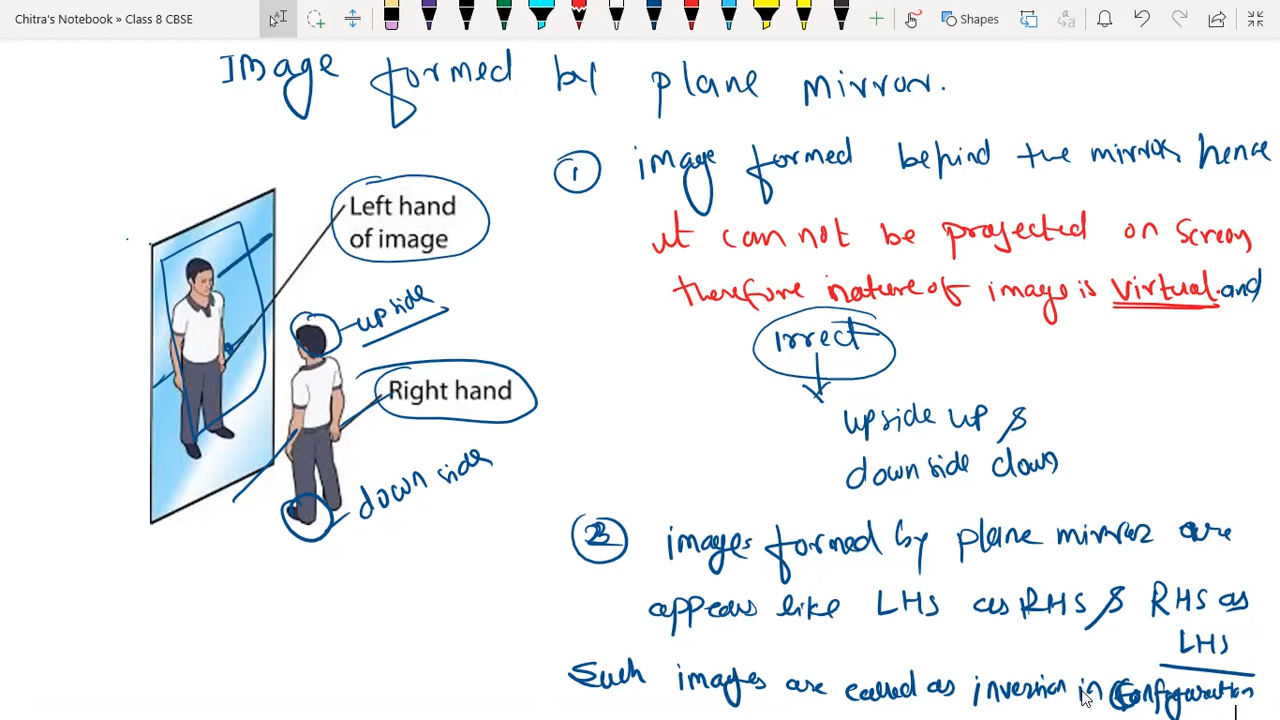 Chitra's Notebook » Class 8 CBSE
Shapes
Image formed by plane mirror.
Left hand
of image
up side
Right hand
down side
1 image formed behind the mirror, hence
it can not be projected on screen,
therefore nature of image is virtual and
irrect
upside up &
down side down
images formed by plane mirror are
appears like LHS as RHS & RHS as
LHS
Such images are called as inversion in Configuration